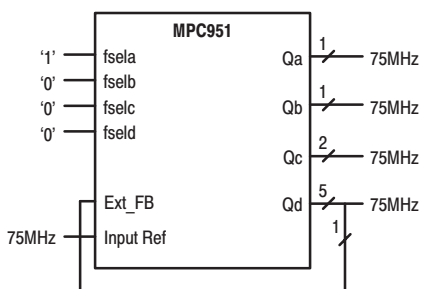 MPC951
‘1’ fsela Qa 1 75MHz
‘0’ fselb Qb 1 75MHz
‘0’ fselc Qc 2 75MHz
‘0’ fseld Qd 5 75MHz
Ext_FB 1
75MHz Input Ref